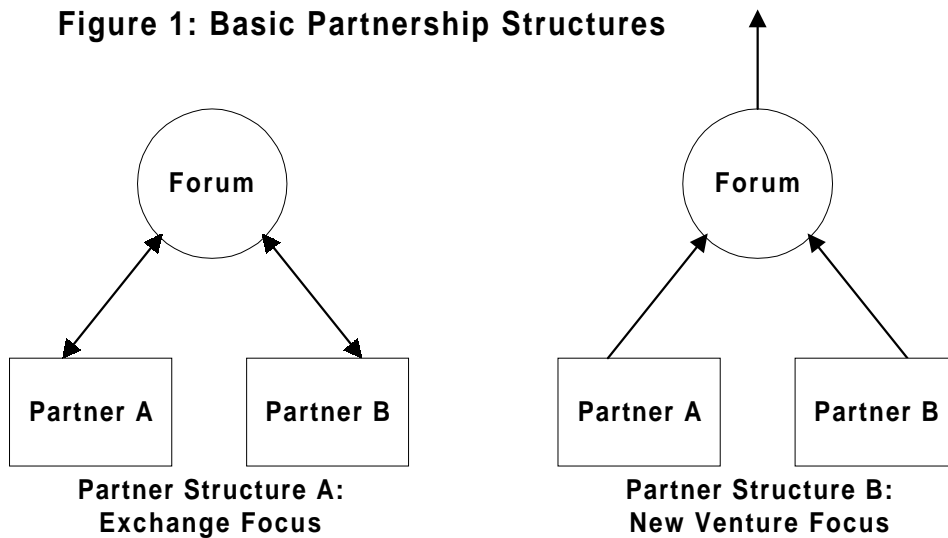 Figure 1: Basic Partnership Structures
Forum
Partner A
Partner B
Partner Structure A:
Exchange Focus
Forum
Partner A
Partner B
Partner Structure B:
New Venture Focus